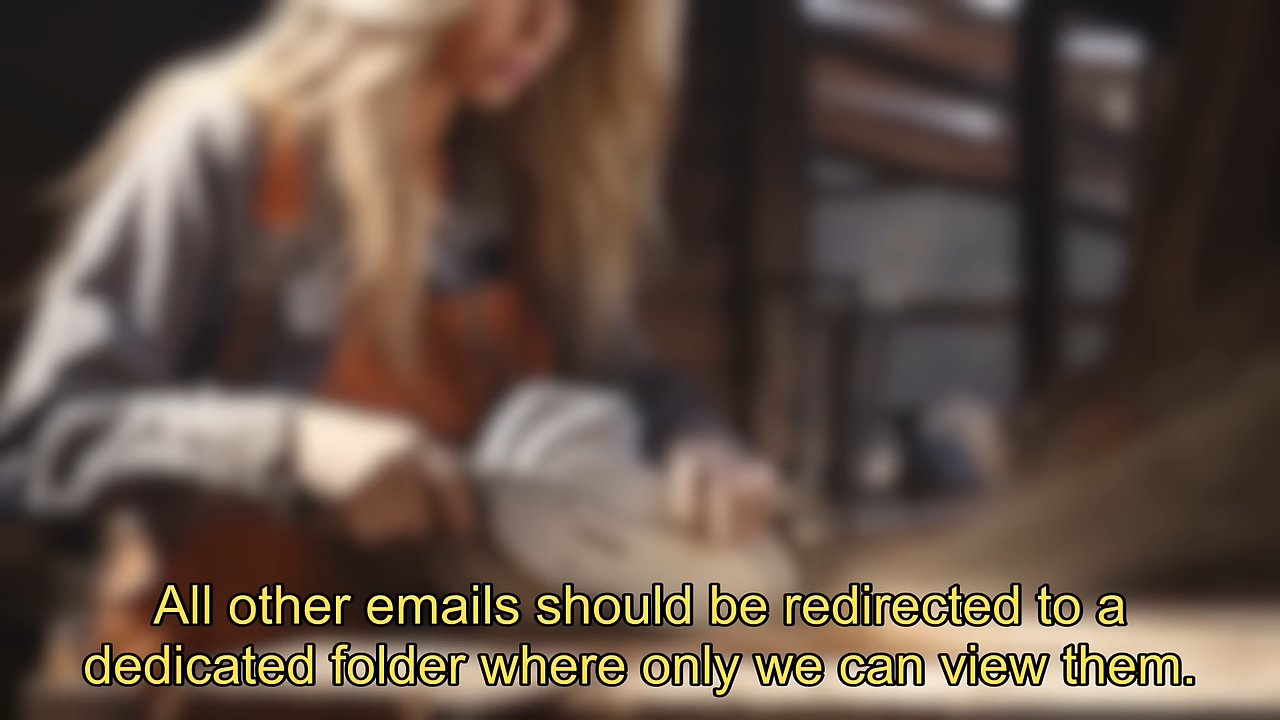 All other emails should be redirected to a
dedicated folder where only we can view them.